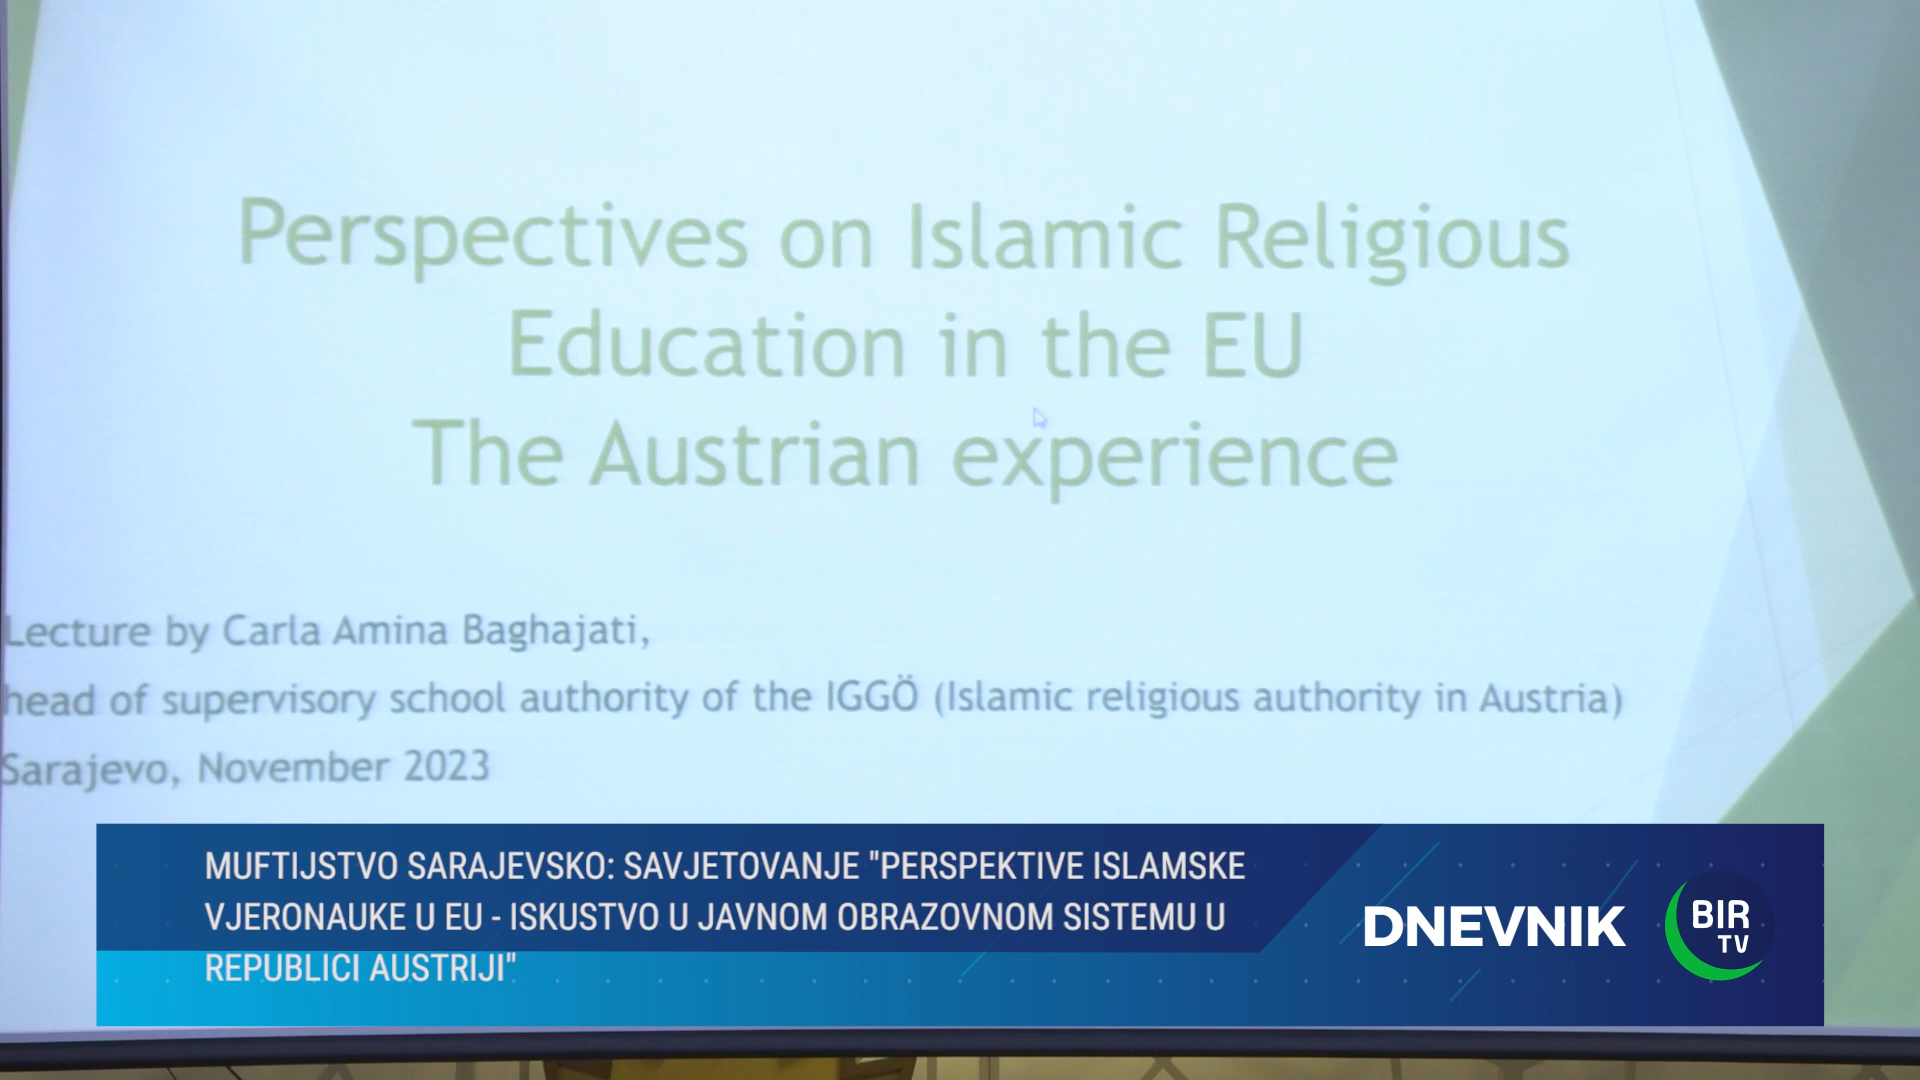 Perspectives on Islamic Religious
Education in the EU
The Austrian experience
Lecture by Carla Amina Baghajati,
head of supervisory school authority of the IGGÖ (Islamic religious authority in Austria)
Sarajevo, November 2023
MUFTIJSTVO SARAJEVSKO: SAVJETOVANJE "PERSPEKTIVE ISLAMSKE
VJERONAUKE U EU - ISKUSTVO U JAVNOM OBRAZOVNOM SISTEMU U
REPUBLICI AUSTRIJI"
DNEVNIK
BIR
TV